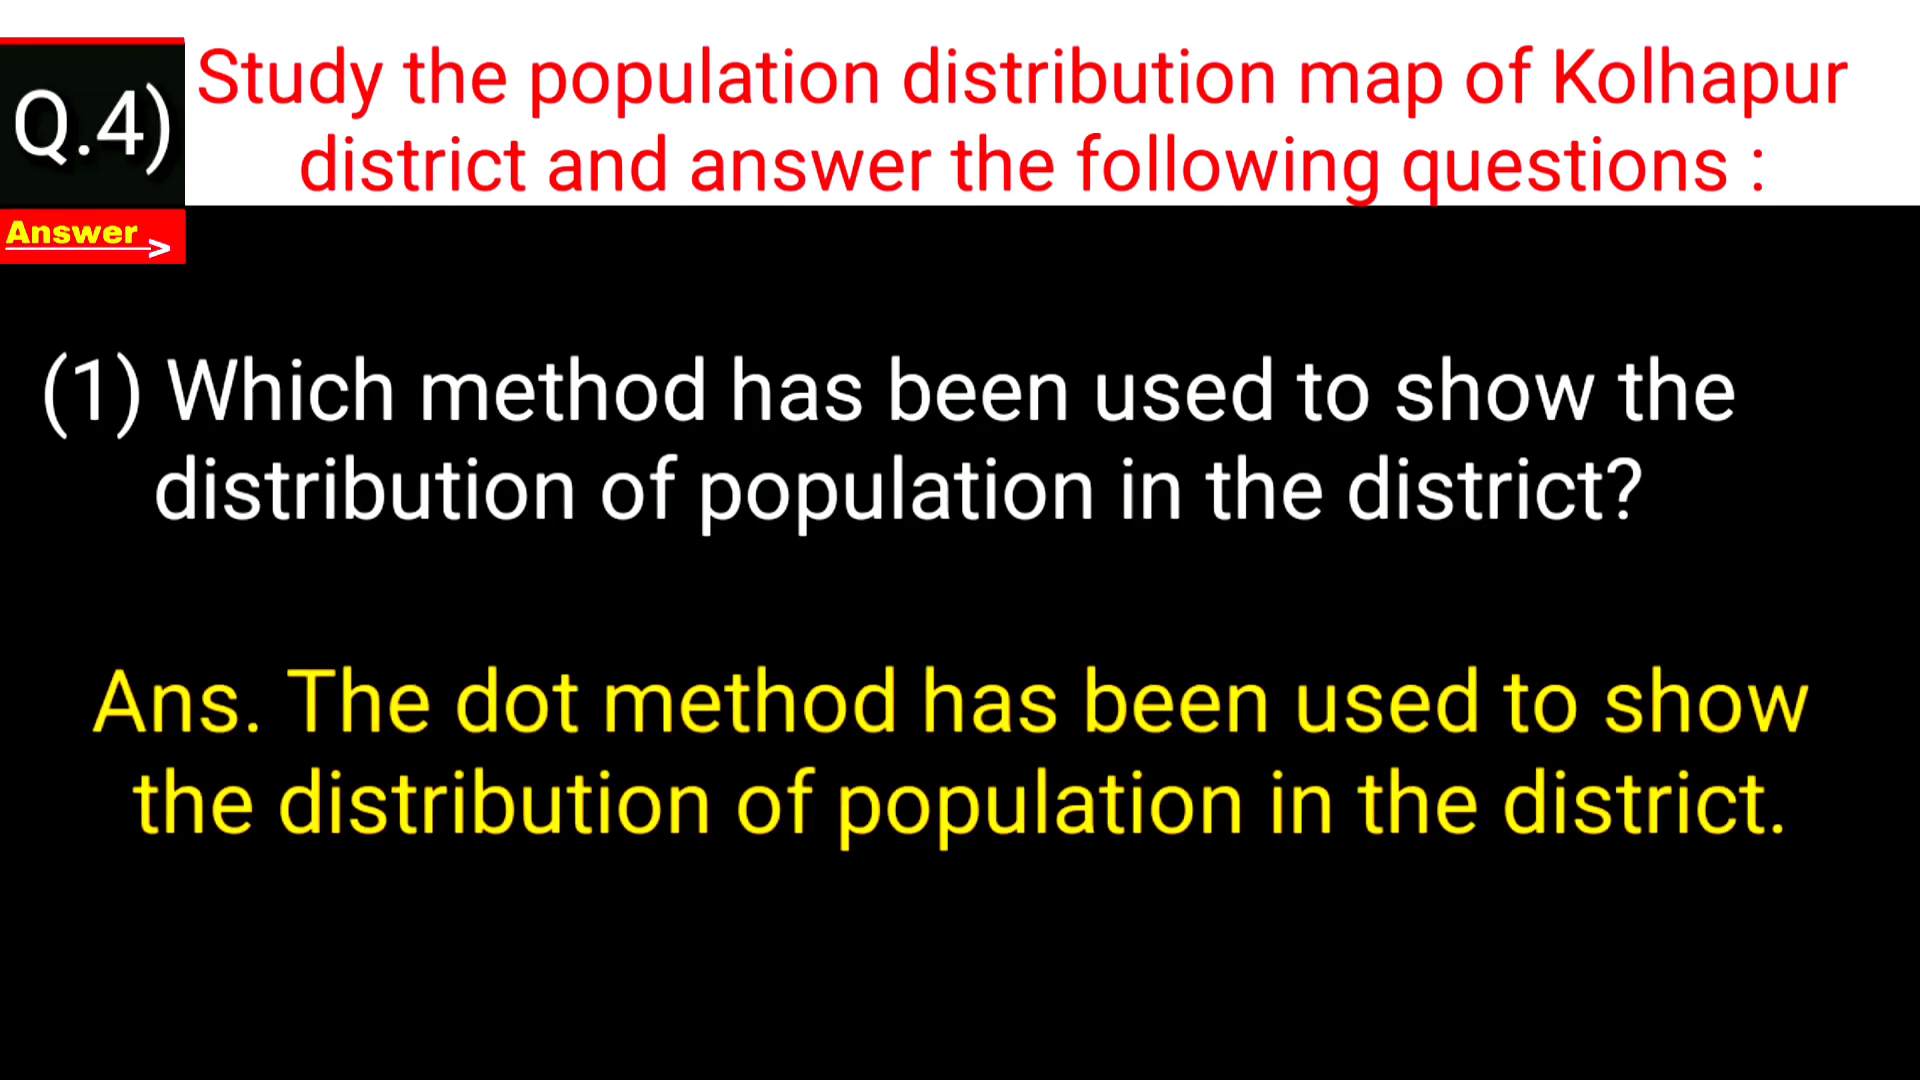 Q.4)
Study the population distribution map of Kolhapur
district and answer the following questions :
Answer
(1) Which method has been used to show the
distribution of population in the district?
Ans. The dot method has been used to show
the distribution of population in the district.